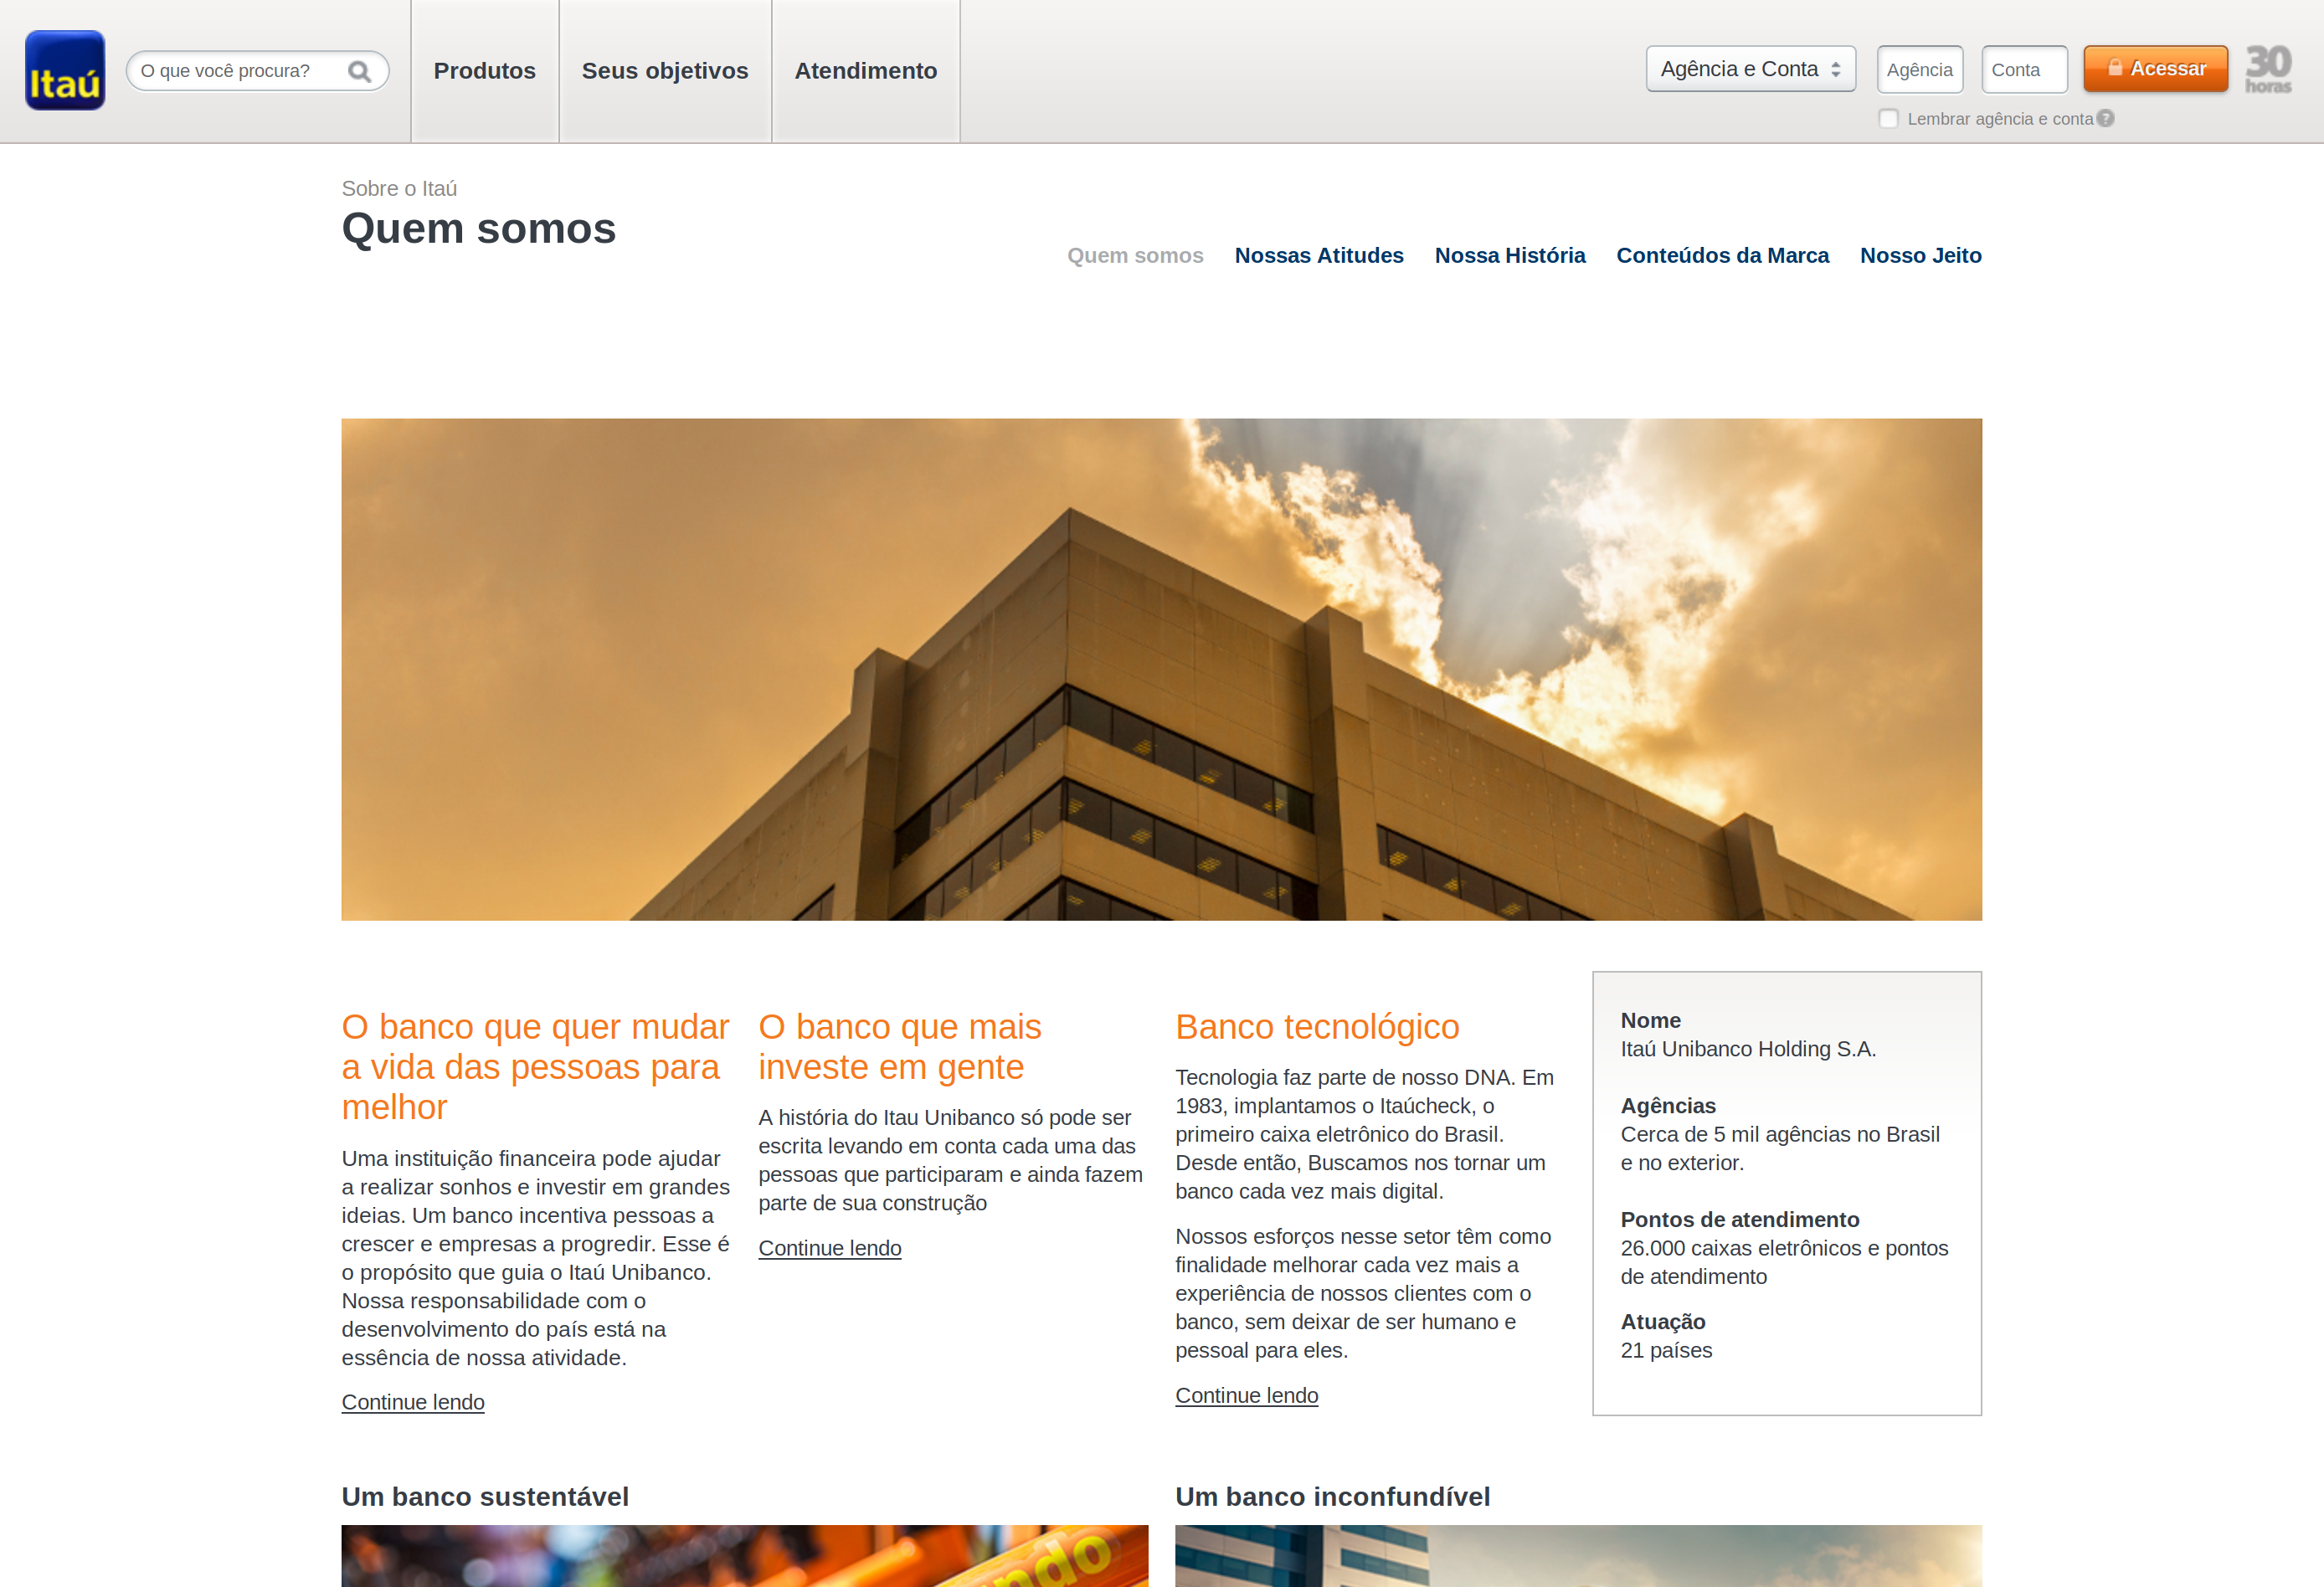 Itaú
O que você procura?
Produtos
Seus objetivos
Atendimento
Agência e Conta
Agência
Conta
Acessar
30
horas
Lembrar agência e conta ?
Sobre o Itaú
Quem somos
Quem somos
Nossas Atitudes
Nossa História
Conteúdos da Marca
Nosso Jeito
O banco que quer mudar
a vida das pessoas para
melhor
Uma instituição financeira pode ajudar
a realizar sonhos e investir em grandes
ideias. Um banco incentiva pessoas a
crescer e empresas a progredir. Esse é
o propósito que guia o Itaú Unibanco.
Nossa responsabilidade com o
desenvolvimento do país está na
essência de nossa atividade.
Continue lendo
O banco que mais
investe em gente
A história do Itau Unibanco só pode ser
escrita levando em conta cada uma das
pessoas que participaram e ainda fazem
parte de sua construção
Continue lendo
Banco tecnológico
Tecnologia faz parte de nosso DNA. Em
1983, implantamos o Itaúcheck, o
primeiro caixa eletrônico do Brasil.
Desde então, Buscamos nos tornar um
banco cada vez mais digital.
Nossos esforços nesse setor têm como
finalidade melhorar cada vez mais a
experiência de nossos clientes com o
banco, sem deixar de ser humano e
pessoal para eles.
Continue lendo
Nome
Itaú Unibanco Holding S.A.
Agências
Cerca de 5 mil agências no Brasil
e no exterior.
Pontos de atendimento
26.000 caixas eletrônicos e pontos
de atendimento
Atuação
21 países
Um banco sustentável
Um banco inconfundível